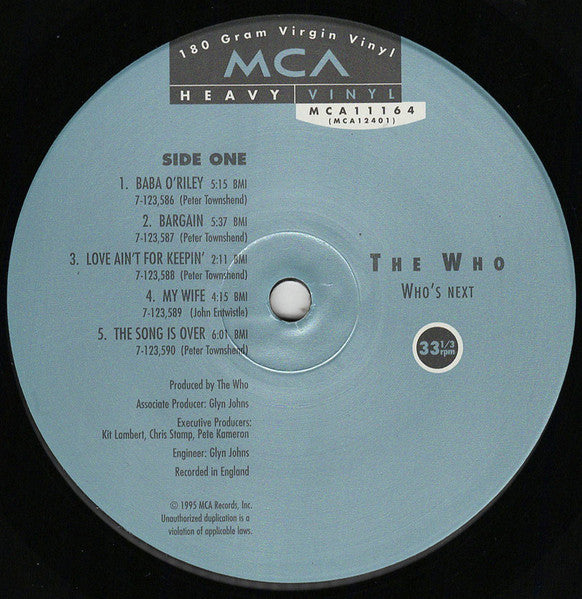 180 Gram Virgin Vinyl
MCA
HEAVY VINYL
MCA11164
(MCA12401)
SIDE ONE
1. BABA O'RILEY 5:15 BMI
7-123,586 (Peter Townshend)
2. BARGAIN 5:37 BMI
7-123,587 (Peter Townshend)
3. LOVE AIN'T FOR KEEPIN' 2:11 BMI
7-123,588 (Peter Townshend)
4. MY WIFE 4:15 BMI
7-123,589 (John Entwistle)
5. THE SONG IS OVER 6:01 BMI
7-123,590 (Peter Townshend)
THE WHO
WHO'S NEXT
33 1/3
rpm
Produced by The Who
Associate Producer: Glyn Johns
Executive Producers:
Kit Lambert, Chris Stamp, Pete Kameron
Engineer: Glyn Johns
Recorded in England
© 1995 MCA Records, Inc.
Unauthorized duplication is a
violation of applicable laws.